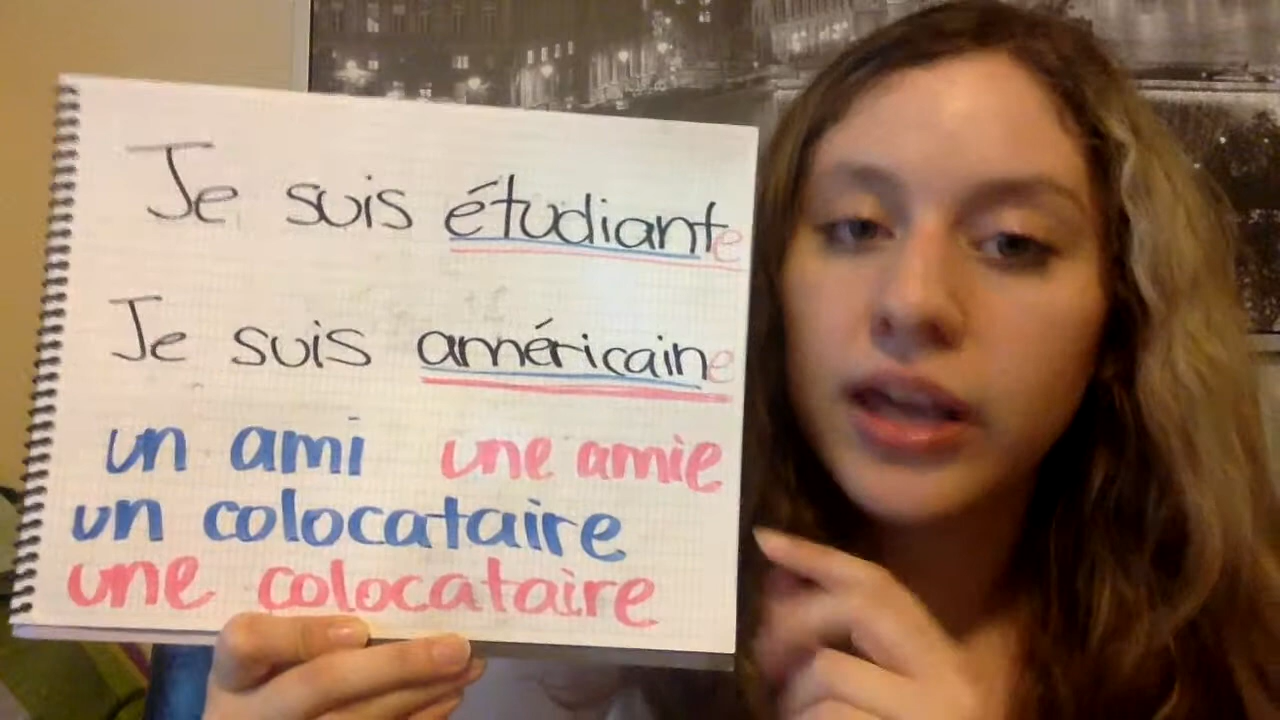 Je suis étudiante
Je suis américaine
un ami une amie
un colocataire
une colocataire